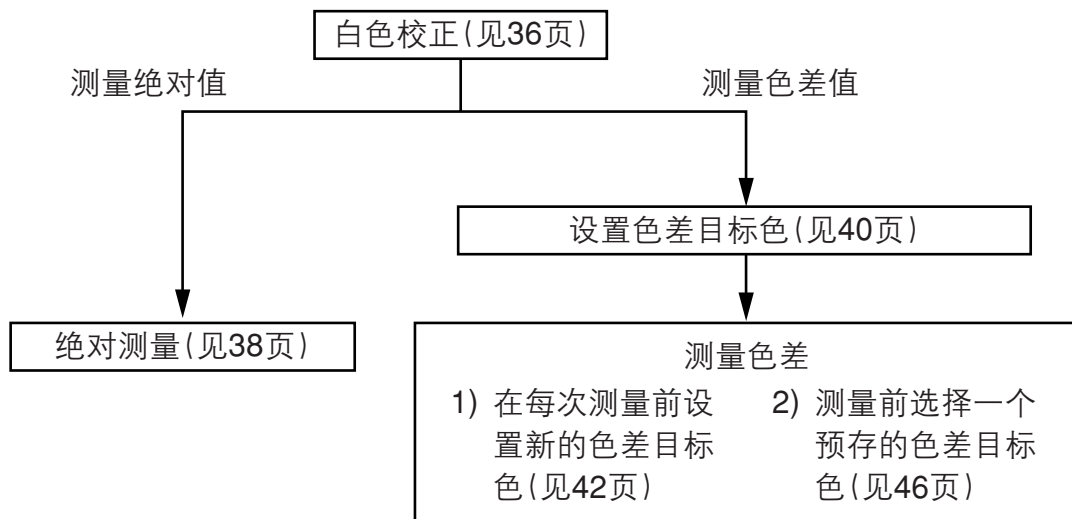 白色校正(见36页)
测量绝对值
测量色差值
设置色差目标色(见40页)
绝对测量(见38页)
测量色差
1) 在每次测量前设
置新的色差目标
色(见42页)
2) 测量前选择一个
预存的色差目标
色(见46页)